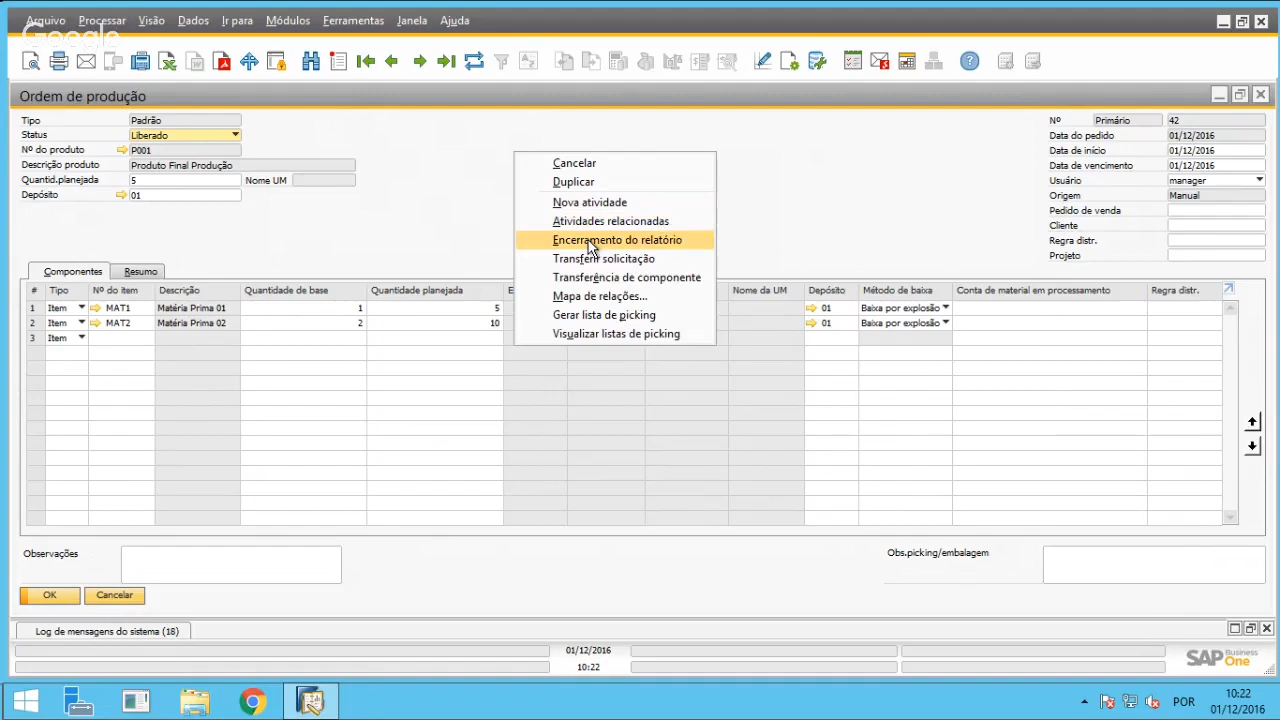 Arquivo Processar Visão Dados Ir para Módulos Ferramentas Janela Ajuda
Google
Ordem de produção
Tipo Padrão
Status Liberado
Nº do produto P001
Descrição produto Produto Final Produção
Quantid.planejada 5 Nome UM
Depósito 01
Nº Primário 42
Data do pedido 01/12/2016
Data de início 01/12/2016
Data de vencimento 01/12/2016
Usuário manager
Origem Manual
Pedido de venda
Cliente
Regra distr.
Projeto
Cancelar
Duplicar
Nova atividade
Atividades relacionadas
Encerramento do relatório
Transferir solicitação
Transferência de componente
Mapa de relações...
Gerar lista de picking
Visualizar listas de picking
Componentes Resumo
# Tipo Nº do item Descrição Quantidade de base Quantidade planejada Nome da UM Depósito Método de baixa Conta de material em processamento Regra distr.
1 Item MAT1 Matéria Prima 01 1 5 01 Baixa por explosão
2 Item MAT2 Matéria Prima 02 2 10 01 Baixa por explosão
3 Item
Observações
Obs.picking/embalagem
OK Cancelar
Log de mensagens do sistema (18)
01/12/2016
10:22
SAP Business One
POR
10:22
01/12/2016